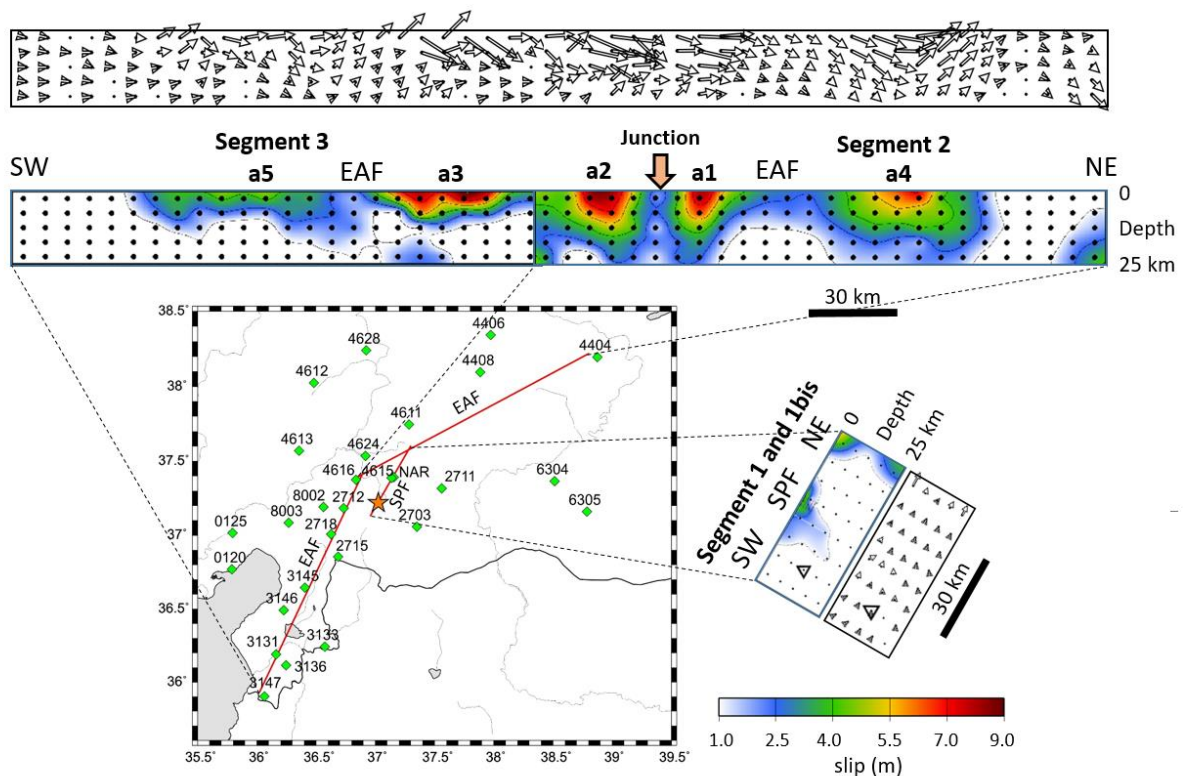 Segment 3
Junction
Segment 2
SW
a5
EAF
a3
a2
a1
EAF
a4
NE
0
Depth
25 km
30 km
38.5°
38°
37.5°
37°
36.5°
36°
35.5°
36°
36.5°
37°
37.5°
38°
38.5°
39°
39.5°
4406
4628
4404
4612
4408
EAF
4611
4613
4624
4616
4615
NAR
2711
6304
8002
2712
SPF
6305
8003
2703
0125
2718
EAF
2715
0120
3145
3146
3133
3131
3136
3147
Segment 1 and 1bis
SW
SPF
NE
0
Depth
25 km
30 km
1.0
2.5
4.0
5.5
7.0
9.0
slip (m)